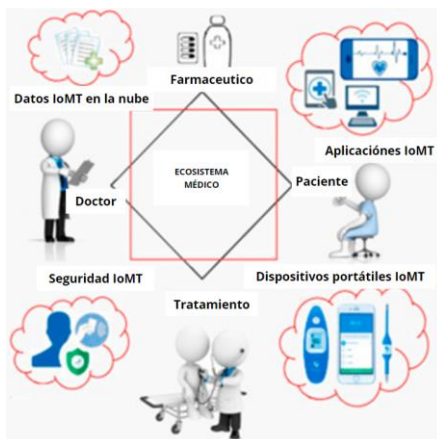 Farmaceutico
Datos IoMT en la nube
Aplicaciónes IoMT
ECOSISTEMA
MÉDICO
Paciente
Doctor
Seguridad IoMT
Dispositivos portátiles IoMT
Tratamiento